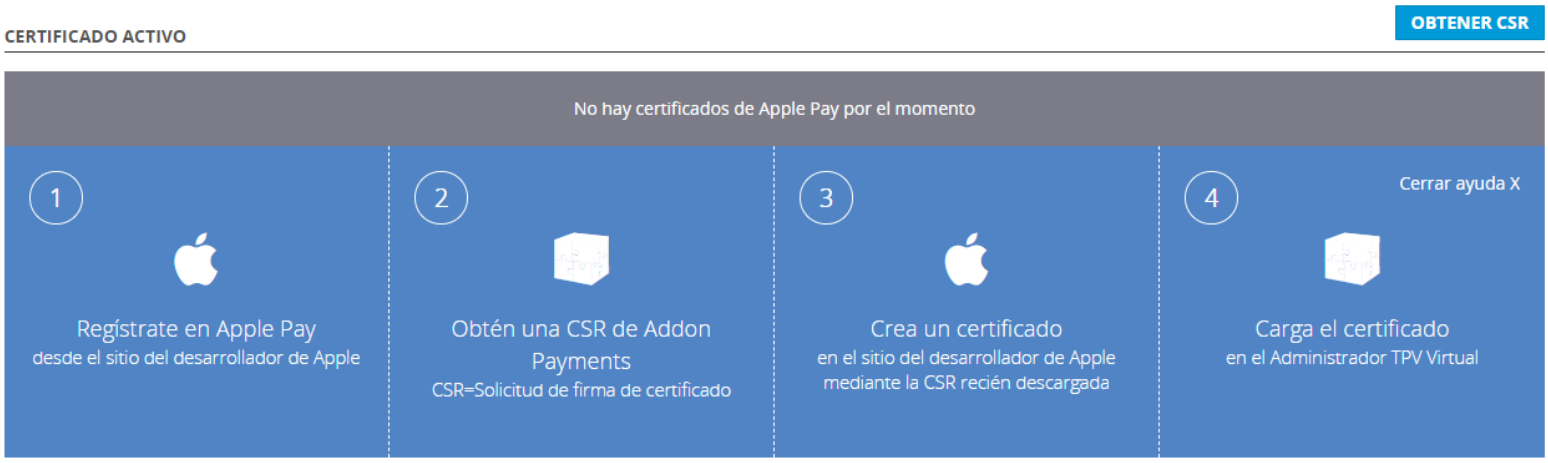 OBTENER CSR
CERTIFICADO ACTIVO
No hay certificados de Apple Pay por el momento
1
Regístrate en Apple Pay
desde el sitio del desarrollador de Apple
2
Obtén una CSR de Addon
Payments
CSR=Solicitud de firma de certificado
3
Crea un certificado
en el sitio del desarrollador de Apple
mediante la CSR recién descargada
4
Cerrar ayuda X
Carga el certificado
en el Administrador TPV Virtual